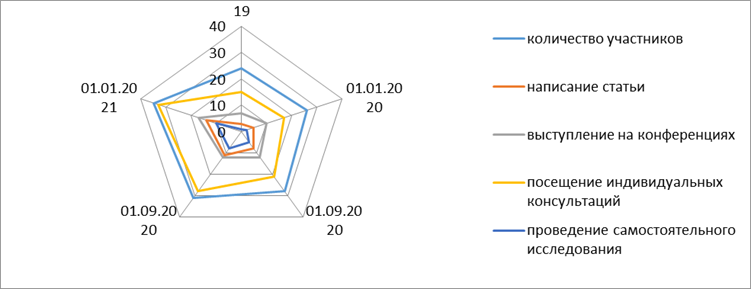 19
40
30
20
10
0
01.01.20
20
01.09.20
20
01.09.20
20
01.01.20
21
количество участников
написание статьи
выступление на конференциях
посещение индивидуальных
консультаций
проведение самостоятельного
исследования